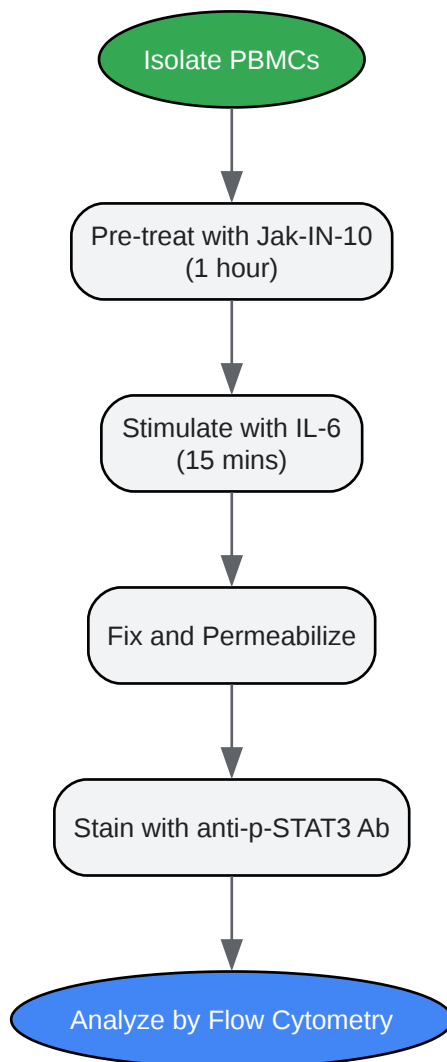 Isolate PBMCs
Pre-treat with Jak-IN-10
(1 hour)
Stimulate with IL-6
(15 mins)
Fix and Permeabilize
Stain with anti-p-STAT3 Ab
Analyze by Flow Cytometry